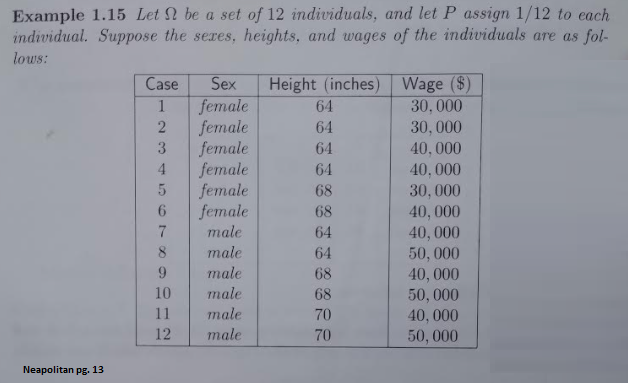 Example 1.15 Let Ω be a set of 12 individuals, and let P assign 1/12 to each
individual. Suppose the sexes, heights, and wages of the individuals are as fol-
lows:
Case Sex Height (inches) Wage ($)
1 female 64 30,000
2 female 64 30,000
3 female 64 40,000
4 female 64 40,000
5 female 68 30,000
6 female 68 40,000
7 male 64 40,000
8 male 64 50,000
9 male 68 40,000
10 male 68 50,000
11 male 70 40,000
12 male 70 50,000
Neapolitan pg. 13